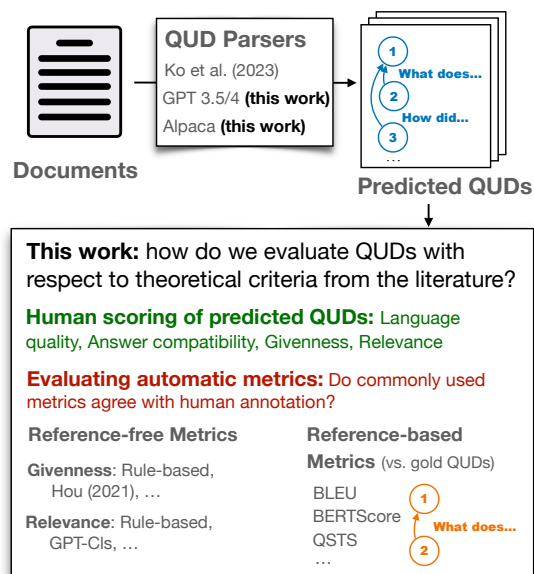 QUD Parsers
Ko et al. (2023)
GPT 3.5/4 (this work)
Alpaca (this work)
Documents
1
What does...
2
How did...
3
...
Predicted QUDs
This work: how do we evaluate QUDs with
respect to theoretical criteria from the literature?
Human scoring of predicted QUDs: Language
quality, Answer compatibility, Givenness, Relevance
Evaluating automatic metrics: Do commonly used
metrics agree with human annotation?
Reference-free Metrics
Givenness: Rule-based,
Hou (2021), ...
Relevance: Rule-based,
GPT-Cls, ...
Reference-based
Metrics (vs. gold QUDs)
BLEU
BERTScore
QSTS
...
1
What does...
2